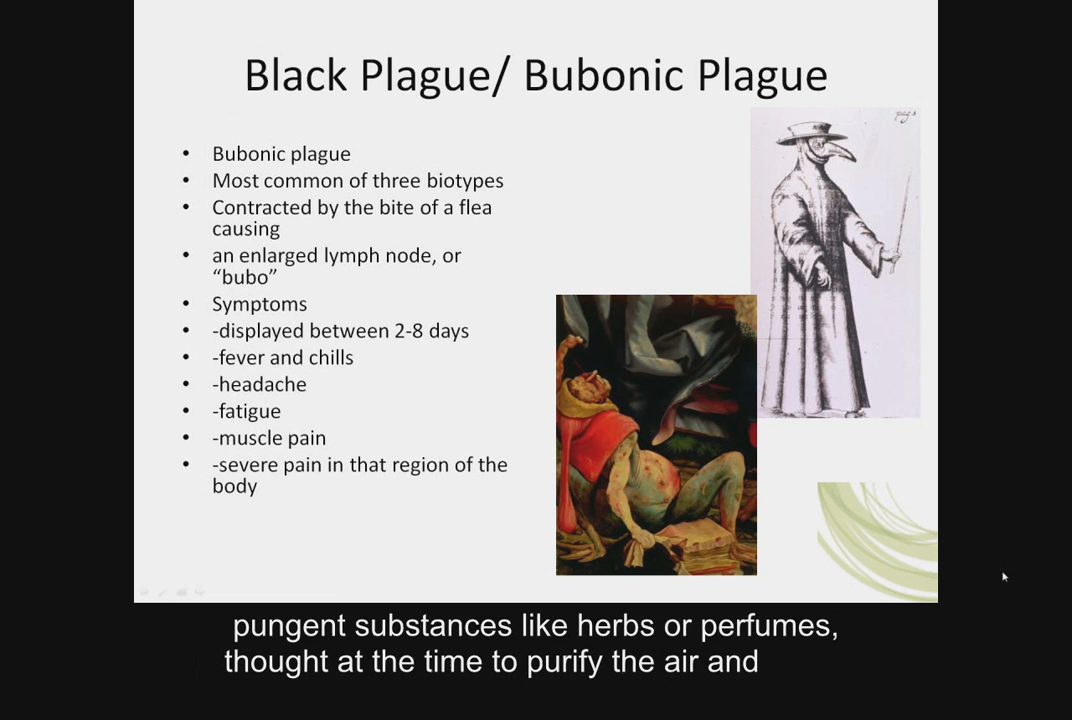 Black Plague/ Bubonic Plague
• Bubonic plague
• Most common of three biotypes
• Contracted by the bite of a flea
causing
• an enlarged lymph node, or
“bubo”
• Symptoms
• -displayed between 2-8 days
• -fever and chills
• -headache
• -fatigue
• -muscle pain
• -severe pain in that region of the
body
pungent substances like herbs or perfumes,
thought at the time to purify the air and